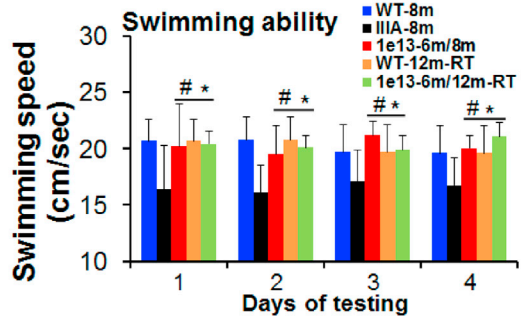 Swimming ability
WT-8m
IIIA-8m
1e13-6m/8m
WT-12m-RT
1e13-6m/12m-RT
Swimming speed
(cm/sec)
30
25
20
15
10
# *
# *
# *
# *
1 2 3 4
Days of testing